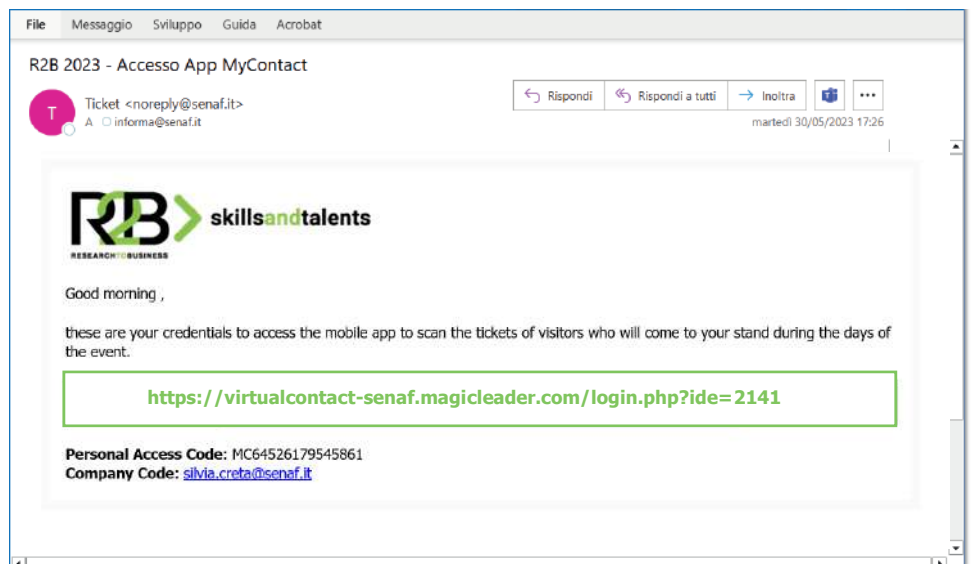 File Messaggio Sviluppo Guida Acrobat
R2B 2023 - Accesso App MyContact
T
Ticket <noreply@senaf.it>
A informa@senaf.it
Rispondi Rispondi a tutti Inoltra
martedì 30/05/2023 17:26
R2B skillsandtalents
RESEARCHTOBUSINESS
Good morning ,
these are your credentials to access the mobile app to scan the tickets of visitors who will come to your stand during the days of
the event.
https://virtualcontact-senaf.magicleader.com/login.php?ide=2141
Personal Access Code: MC64526179545861
Company Code: silvia.creta@senaf.it